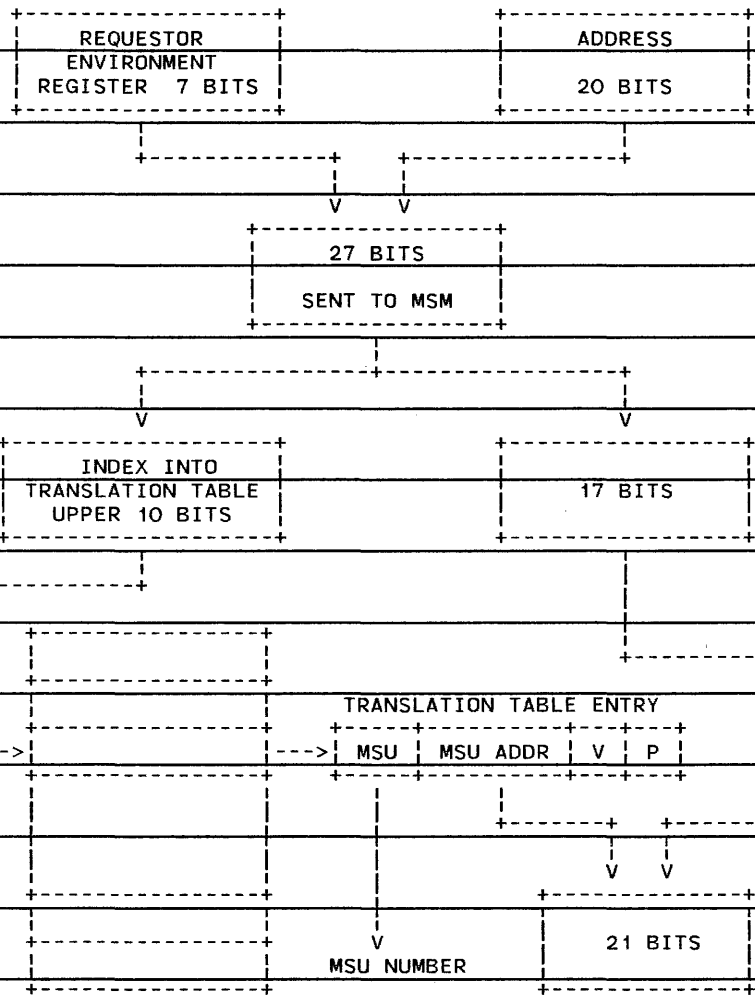 REQUESTOR
ENVIRONMENT
REGISTER 7 BITS
ADDRESS
20 BITS
27 BITS
SENT TO MSM
INDEX INTO
TRANSLATION TABLE
UPPER 10 BITS
17 BITS
TRANSLATION TABLE ENTRY
MSU MSU ADDR V P
21 BITS
MSU NUMBER